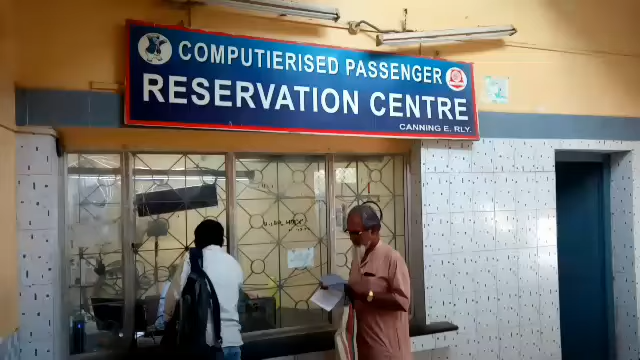 COMPUTIERISED PASSENGER
RESERVATION CENTRE
CANNING E. RLY.